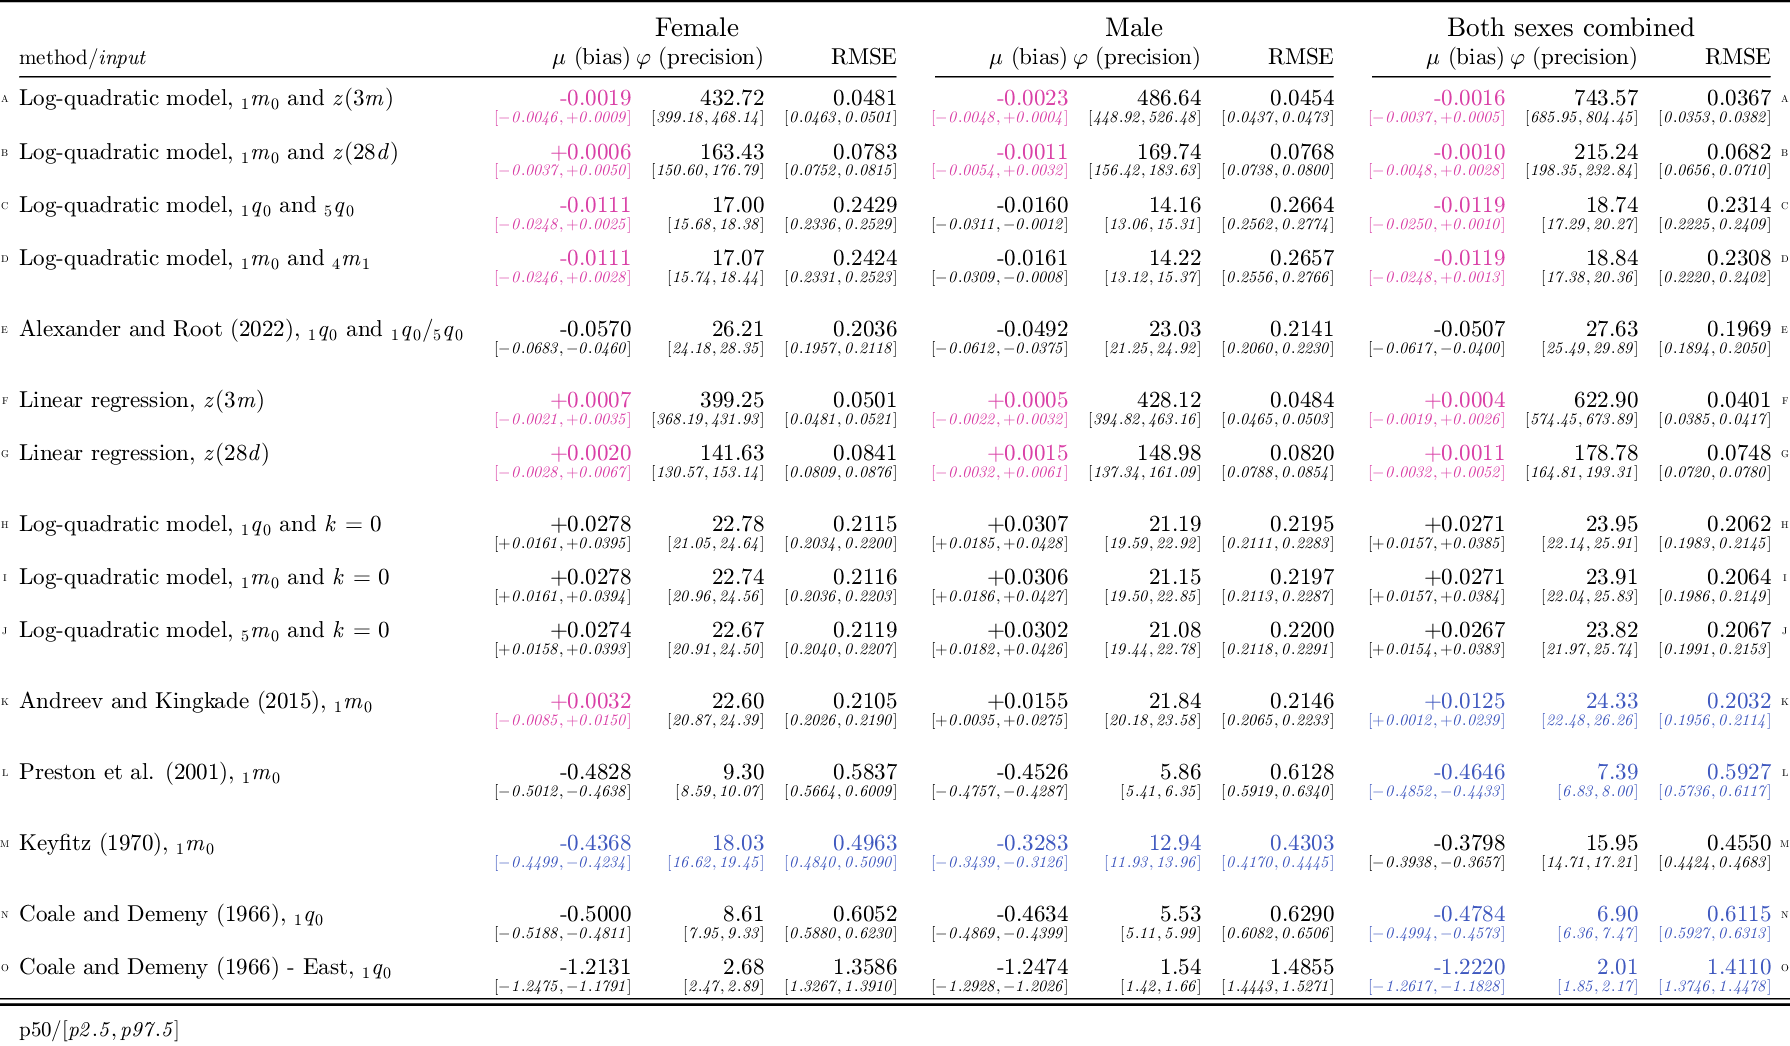 Female Male Both sexes combined
method/input μ (bias) φ (precision) RMSE μ (bias) φ (precision) RMSE μ (bias) φ (precision) RMSE
A Log-quadratic model, ₁m₀ and z(3m) -0.0019 432.72 0.0481 -0.0023 486.64 0.0454 -0.0016 743.57 0.0367 A
[−0.0046, +0.0009] [399.18, 468.14] [0.0463, 0.0501] [−0.0048, +0.0004] [448.92, 526.48] [0.0437, 0.0473] [−0.0037, +0.0005] [685.95, 804.45] [0.0353, 0.0382]
B Log-quadratic model, ₁m₀ and z(28d) +0.0006 163.43 0.0783 -0.0011 169.74 0.0768 -0.0010 215.24 0.0682 B
[−0.0037, +0.0050] [150.60, 176.79] [0.0752, 0.0815] [−0.0054, +0.0032] [156.42, 183.63] [0.0738, 0.0800] [−0.0048, +0.0028] [198.35, 232.84] [0.0656, 0.0710]
C Log-quadratic model, ₁q₀ and ₅q₀ -0.0111 17.00 0.2429 -0.0160 14.16 0.2664 -0.0119 18.74 0.2314 C
[−0.0248, +0.0025] [15.68, 18.38] [0.2336, 0.2529] [−0.0311, −0.0012] [13.06, 15.31] [0.2562, 0.2774] [−0.0250, +0.0010] [17.29, 20.27] [0.2225, 0.2409]
D Log-quadratic model, ₁m₀ and ₄m₁ -0.0111 17.07 0.2424 -0.0161 14.22 0.2657 -0.0119 18.84 0.2308 D
[−0.0246, +0.0028] [15.74, 18.44] [0.2331, 0.2523] [−0.0309, −0.0008] [13.12, 15.37] [0.2556, 0.2766] [−0.0248, +0.0013] [17.38, 20.36] [0.2220, 0.2402]
E Alexander and Root (2022), ₁q₀ and ₁q₀/₅q₀ -0.0570 26.21 0.2036 -0.0492 23.03 0.2141 -0.0507 27.63 0.1969 E
[−0.0683, −0.0460] [24.18, 28.35] [0.1957, 0.2118] [−0.0612, −0.0375] [21.25, 24.92] [0.2060, 0.2230] [−0.0617, −0.0400] [25.49, 29.89] [0.1894, 0.2050]
F Linear regression, z(3m) +0.0007 399.25 0.0501 +0.0005 428.12 0.0484 +0.0004 622.90 0.0401 F
[−0.0021, +0.0035] [368.19, 431.93] [0.0481, 0.0521] [−0.0022, +0.0032] [394.82, 463.16] [0.0465, 0.0503] [−0.0019, +0.0026] [574.45, 673.89] [0.0385, 0.0417]
G Linear regression, z(28d) +0.0020 141.63 0.0841 +0.0015 148.98 0.0820 +0.0011 178.78 0.0748 G
[−0.0028, +0.0067] [130.57, 153.14] [0.0809, 0.0876] [−0.0032, +0.0061] [137.34, 161.09] [0.0788, 0.0854] [−0.0032, +0.0052] [164.81, 193.31] [0.0720, 0.0780]
H Log-quadratic model, ₁q₀ and k = 0 +0.0278 22.78 0.2115 +0.0307 21.19 0.2195 +0.0271 23.95 0.2062 H
[+0.0161, +0.0395] [21.05, 24.64] [0.2034, 0.2200] [+0.0185, +0.0428] [19.59, 22.92] [0.2111, 0.2283] [+0.0157, +0.0385] [22.14, 25.91] [0.1983, 0.2145]
I Log-quadratic model, ₁m₀ and k = 0 +0.0278 22.74 0.2116 +0.0306 21.15 0.2197 +0.0271 23.91 0.2064 I
[+0.0161, +0.0394] [20.96, 24.56] [0.2036, 0.2203] [+0.0186, +0.0427] [19.50, 22.85] [0.2113, 0.2287] [+0.0157, +0.0384] [22.04, 25.83] [0.1986, 0.2149]
J Log-quadratic model, ₅m₀ and k = 0 +0.0274 22.67 0.2119 +0.0302 21.08 0.2200 +0.0267 23.82 0.2067 J
[+0.0158, +0.0393] [20.91, 24.50] [0.2040, 0.2207] [+0.0182, +0.0426] [19.44, 22.78] [0.2118, 0.2291] [+0.0154, +0.0383] [21.97, 25.74] [0.1991, 0.2153]
K Andreev and Kingkade (2015), ₁m₀ +0.0032 22.60 0.2105 +0.0155 21.84 0.2146 +0.0125 24.33 0.2032 K
[−0.0085, +0.0150] [20.87, 24.39] [0.2026, 0.2190] [+0.0035, +0.0275] [20.18, 23.58] [0.2065, 0.2233] [+0.0012, +0.0239] [22.48, 26.26] [0.1956, 0.2114]
L Preston et al. (2001), ₁m₀ -0.4828 9.30 0.5837 -0.4526 5.86 0.6128 -0.4646 7.39 0.5927 L
[−0.5012, −0.4638] [8.59, 10.07] [0.5664, 0.6009] [−0.4757, −0.4287] [5.41, 6.35] [0.5919, 0.6340] [−0.4852, −0.4433] [6.83, 8.00] [0.5736, 0.6117]
M Keyfitz (1970), ₁m₀ -0.4368 18.03 0.4963 -0.3283 12.94 0.4303 -0.3798 15.95 0.4550 M
[−0.4499, −0.4234] [16.62, 19.45] [0.4840, 0.5090] [−0.3439, −0.3126] [11.93, 13.96] [0.4170, 0.4445] [−0.3938, −0.3657] [14.71, 17.21] [0.4424, 0.4683]
N Coale and Demeny (1966), ₁q₀ -0.5000 8.61 0.6052 -0.4634 5.53 0.6290 -0.4784 6.90 0.6115 N
[−0.5188, −0.4811] [7.95, 9.33] [0.5880, 0.6230] [−0.4869, −0.4399] [5.11, 5.99] [0.6082, 0.6506] [−0.4994, −0.4573] [6.36, 7.47] [0.5927, 0.6313]
O Coale and Demeny (1966) - East, ₁q₀ -1.2131 2.68 1.3586 -1.2474 1.54 1.4855 -1.2220 2.01 1.4110 O
[−1.2475, −1.1791] [2.47, 2.89] [1.3267, 1.3910] [−1.2928, −1.2026] [1.42, 1.66] [1.4443, 1.5271] [−1.2617, −1.1828] [1.85, 2.17] [1.3746, 1.4478]
p50/[p2.5, p97.5]